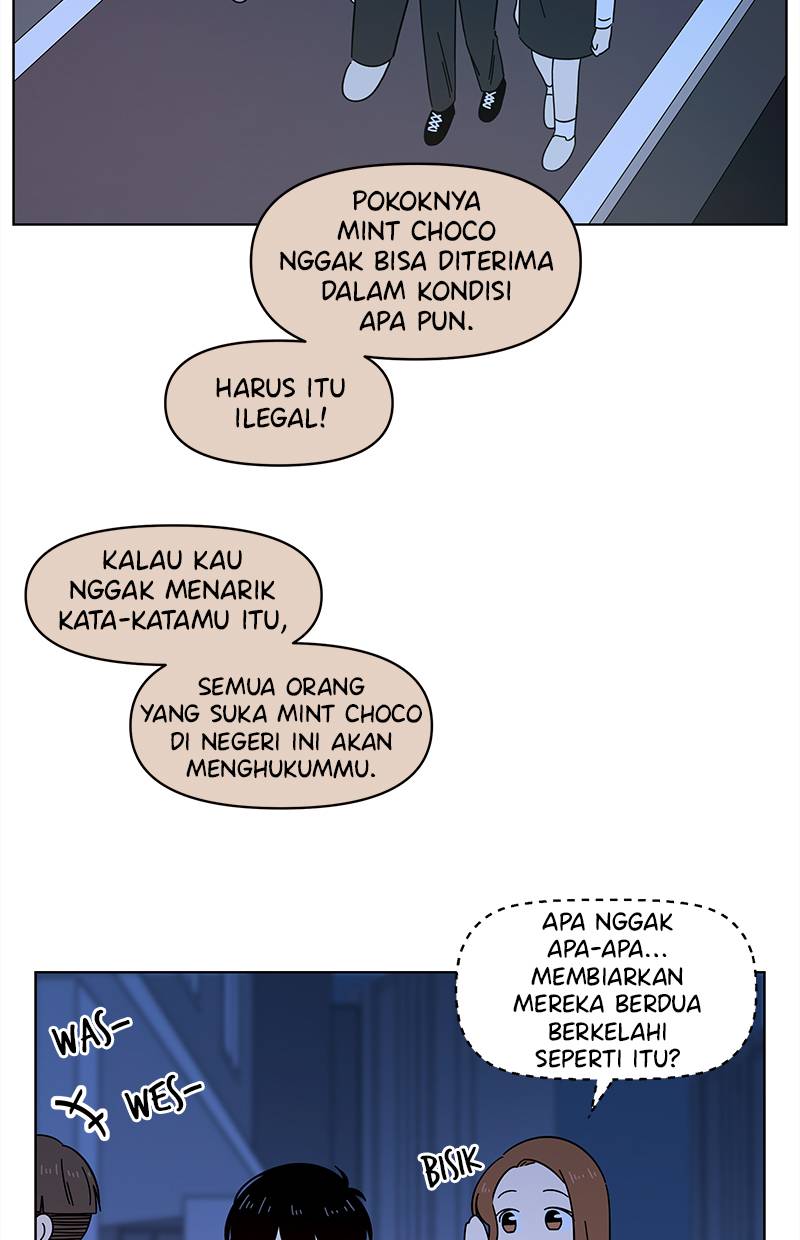 POKOKNYA
MINT CHOCO
NGGAK BISA DITERIMA
DALAM KONDISI
APA PUN.
HARUS ITU
ILEGAL!
KALAU KAU
NGGAK MENARIK
KATA-KATAMU ITU,
SEMUA ORANG
YANG SUKA MINT CHOCO
DI NEGERI INI AKAN
MENGHUKUMMU.
APA NGGAK
APA-APA...
MEMBIARKAN
MEREKA BERDUA
BERKELAHI
SEPERTI ITU?
WAS-
WES-
BISIK